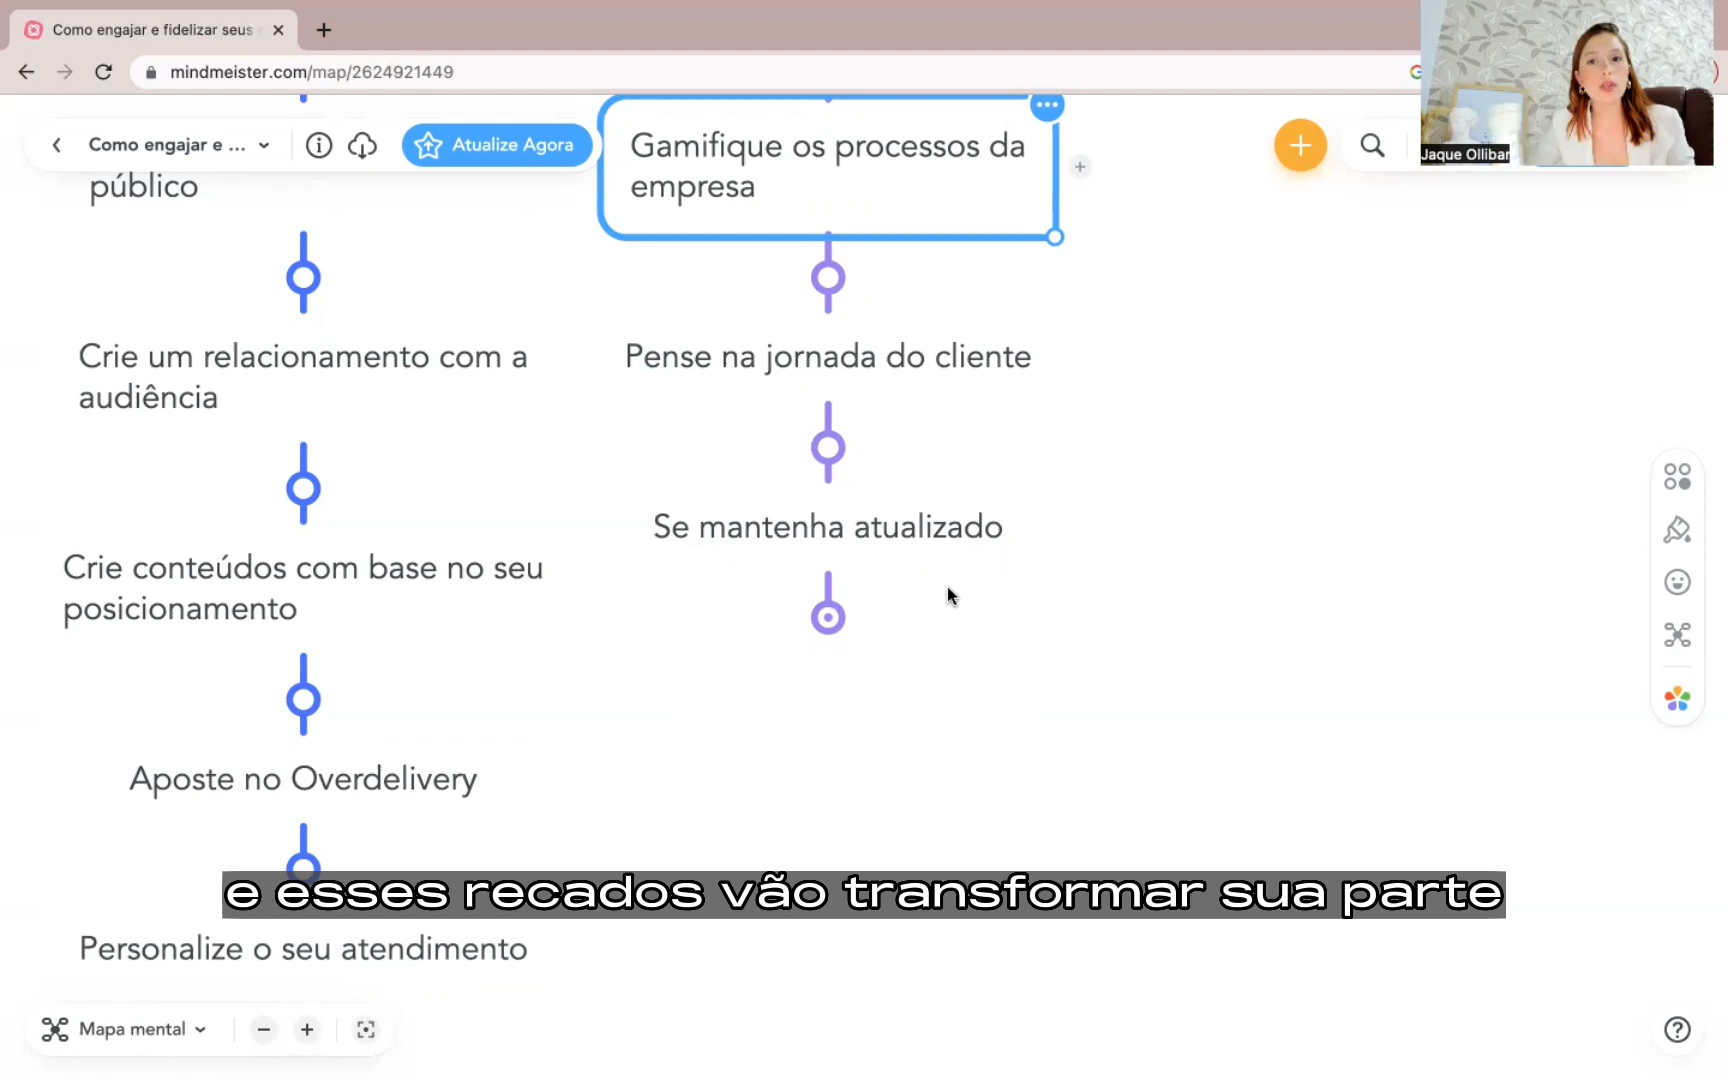 Como engajar e fidelizar seus
mindmeister.com/map/2624921449
Como engajar e ...
Atualize Agora
público
Crie um relacionamento com a
audiência
Crie conteúdos com base no seu
posicionamento
Aposte no Overdelivery
Personalize o seu atendimento
Gamifique os processos da
empresa
Pense na jornada do cliente
Se mantenha atualizado
Jaque Olliba
e esses recados vão transformar sua parte
Mapa mental